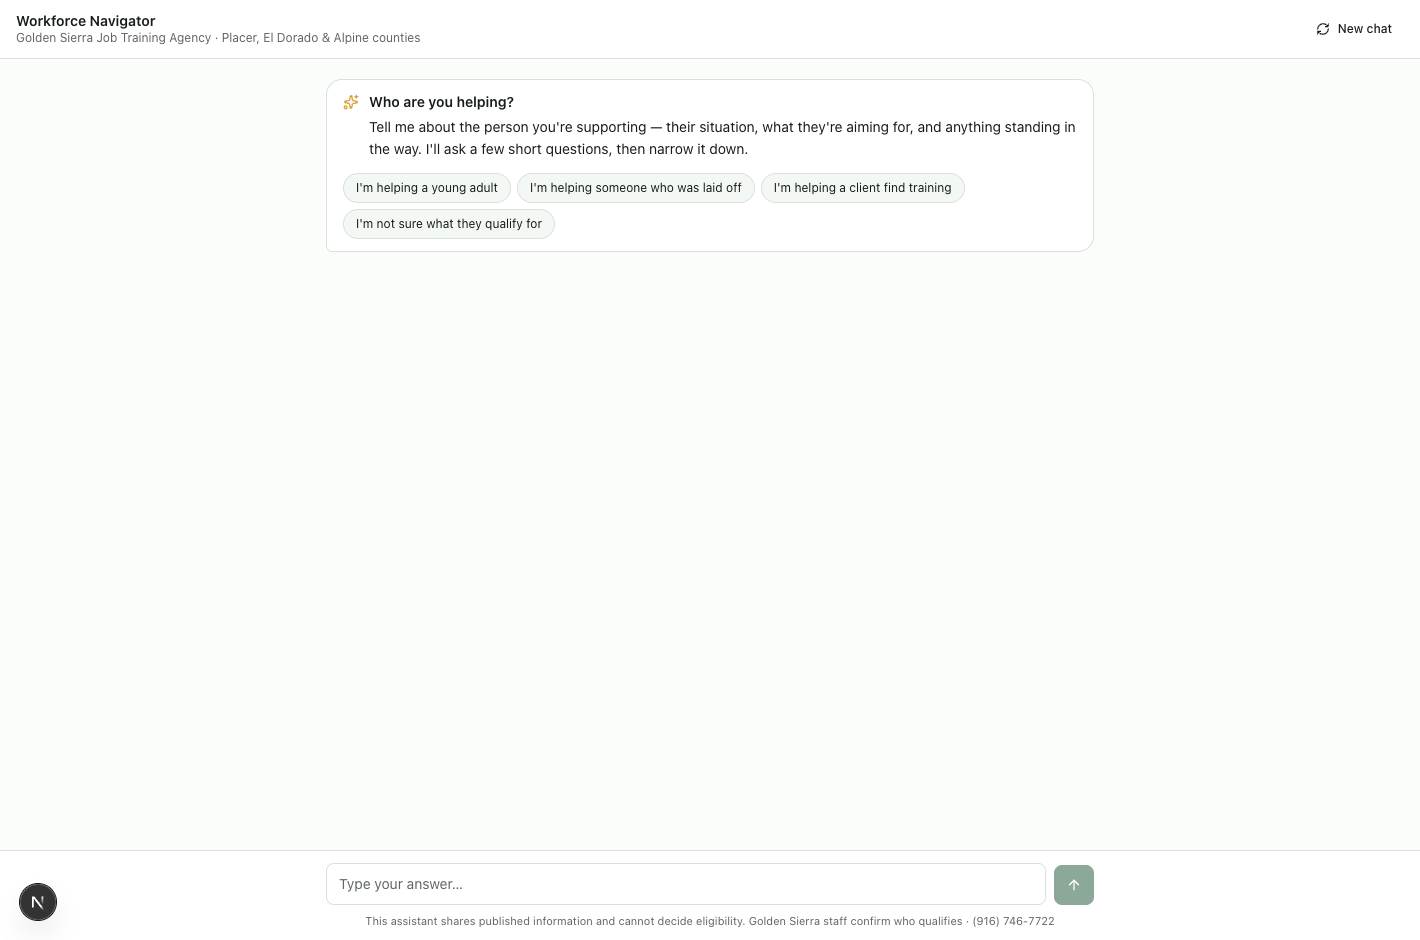 Workforce Navigator
Golden Sierra Job Training Agency · Placer, El Dorado & Alpine counties
New chat
Who are you helping?
Tell me about the person you're supporting — their situation, what they're aiming for, and anything standing in
the way. I'll ask a few short questions, then narrow it down.
I'm helping a young adult
I'm helping someone who was laid off
I'm helping a client find training
I'm not sure what they qualify for
Type your answer...
N
This assistant shares published information and cannot decide eligibility. Golden Sierra staff confirm who qualifies · (916) 746-7722